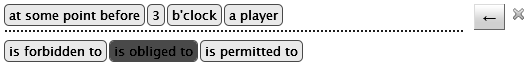 at some point before 3 b'clock a player ←
is forbidden to is obliged to is permitted to